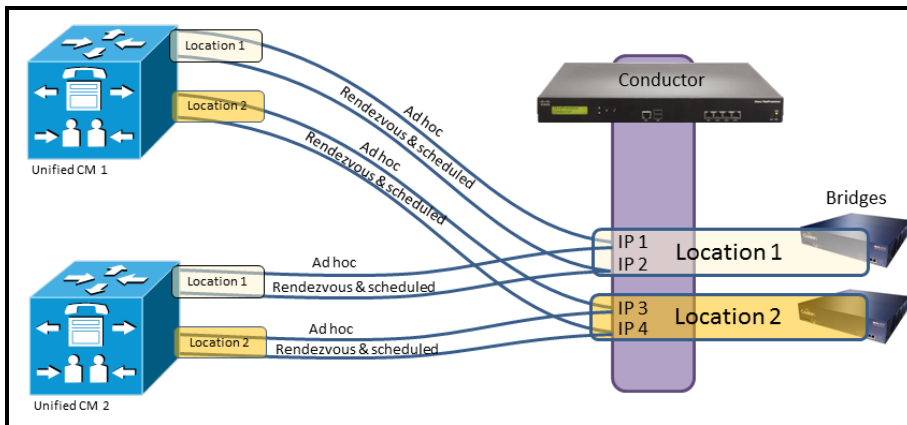 Location 1
Ad hoc
Rendezvous & scheduled
Location 2
Ad hoc
Rendezvous & scheduled
Unified CM 1
Conductor
Bridges
IP 1
IP 2
Location 1
IP 3
IP 4
Location 2
Location 1
Ad hoc
Rendezvous & scheduled
Location 2
Ad hoc
Rendezvous & scheduled
Unified CM 2